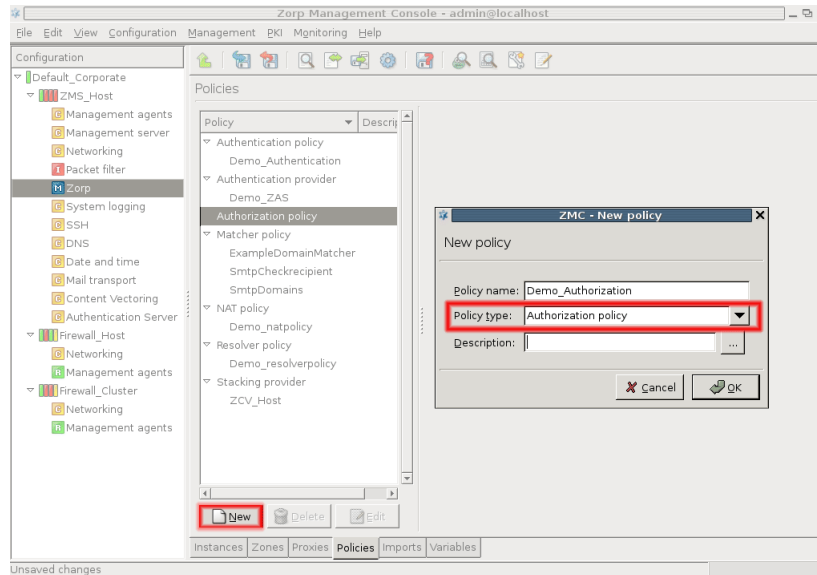 Zorp Management Console - admin@localhost
File Edit View Configuration Management PKI Monitoring Help
Configuration
Default_Corporate
ZMS_Host
Management agents
Management server
Networking
Packet filter
Zorp
System logging
SSH
DNS
Date and time
Mail transport
Content Vectoring
Authentication Server
Firewall_Host
Networking
Management agents
Firewall_Cluster
Networking
Management agents
Policies
Policy Descrip
Authentication policy
Demo_Authentication
Authentication provider
Demo_ZAS
Authorization policy
Matcher policy
ExampleDomainMatcher
SmtpCheckrecipient
SmtpDomains
NAT policy
Demo_natpolicy
Resolver policy
Demo_resolverpolicy
Stacking provider
ZCV_Host
New Delete Edit
Instances Zones Proxies Policies Imports Variables
ZMC - New policy
New policy
Policy name: Demo_Authorization
Policy type: Authorization policy
Description: ...
Cancel OK
Unsaved changes